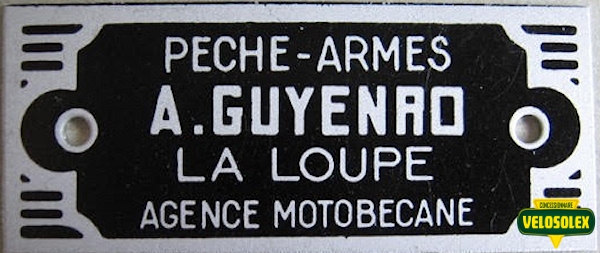 PECHE-ARMES
A.GUYENRO
LA LOUPE
AGENCE MOTOBECANE
CONCESSIONNAIRE
VELOSOLEX